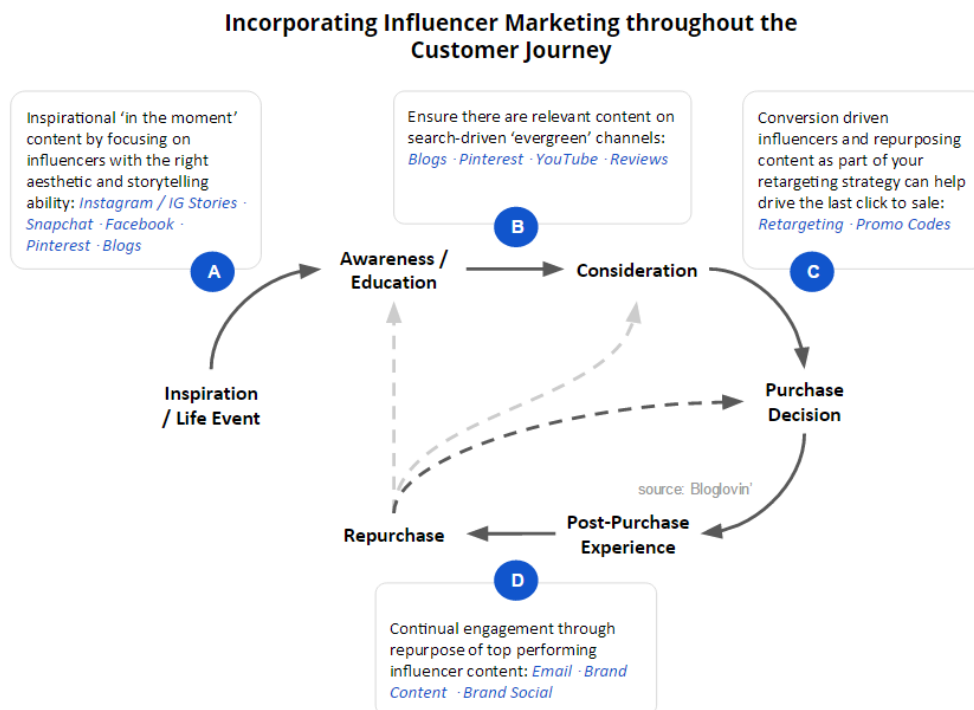 Incorporating Influencer Marketing throughout the
Customer Journey
Inspirational ‘in the moment’
content by focusing on
influencers with the right
aesthetic and storytelling
ability: Instagram / IG Stories ·
Snapchat · Facebook ·
Pinterest · Blogs
A
Ensure there are relevant content on
search-driven ‘evergreen’ channels:
Blogs · Pinterest · YouTube · Reviews
B
Conversion driven
influencers and repurposing
content as part of your
retargeting strategy can help
drive the last click to sale:
Retargeting · Promo Codes
C
Awareness /
Education
Consideration
Inspiration
/ Life Event
Purchase
Decision
source: Bloglovin’
Repurchase
Post-Purchase
Experience
D
Continual engagement through
repurpose of top performing
influencer content: Email · Brand
Content · Brand Social